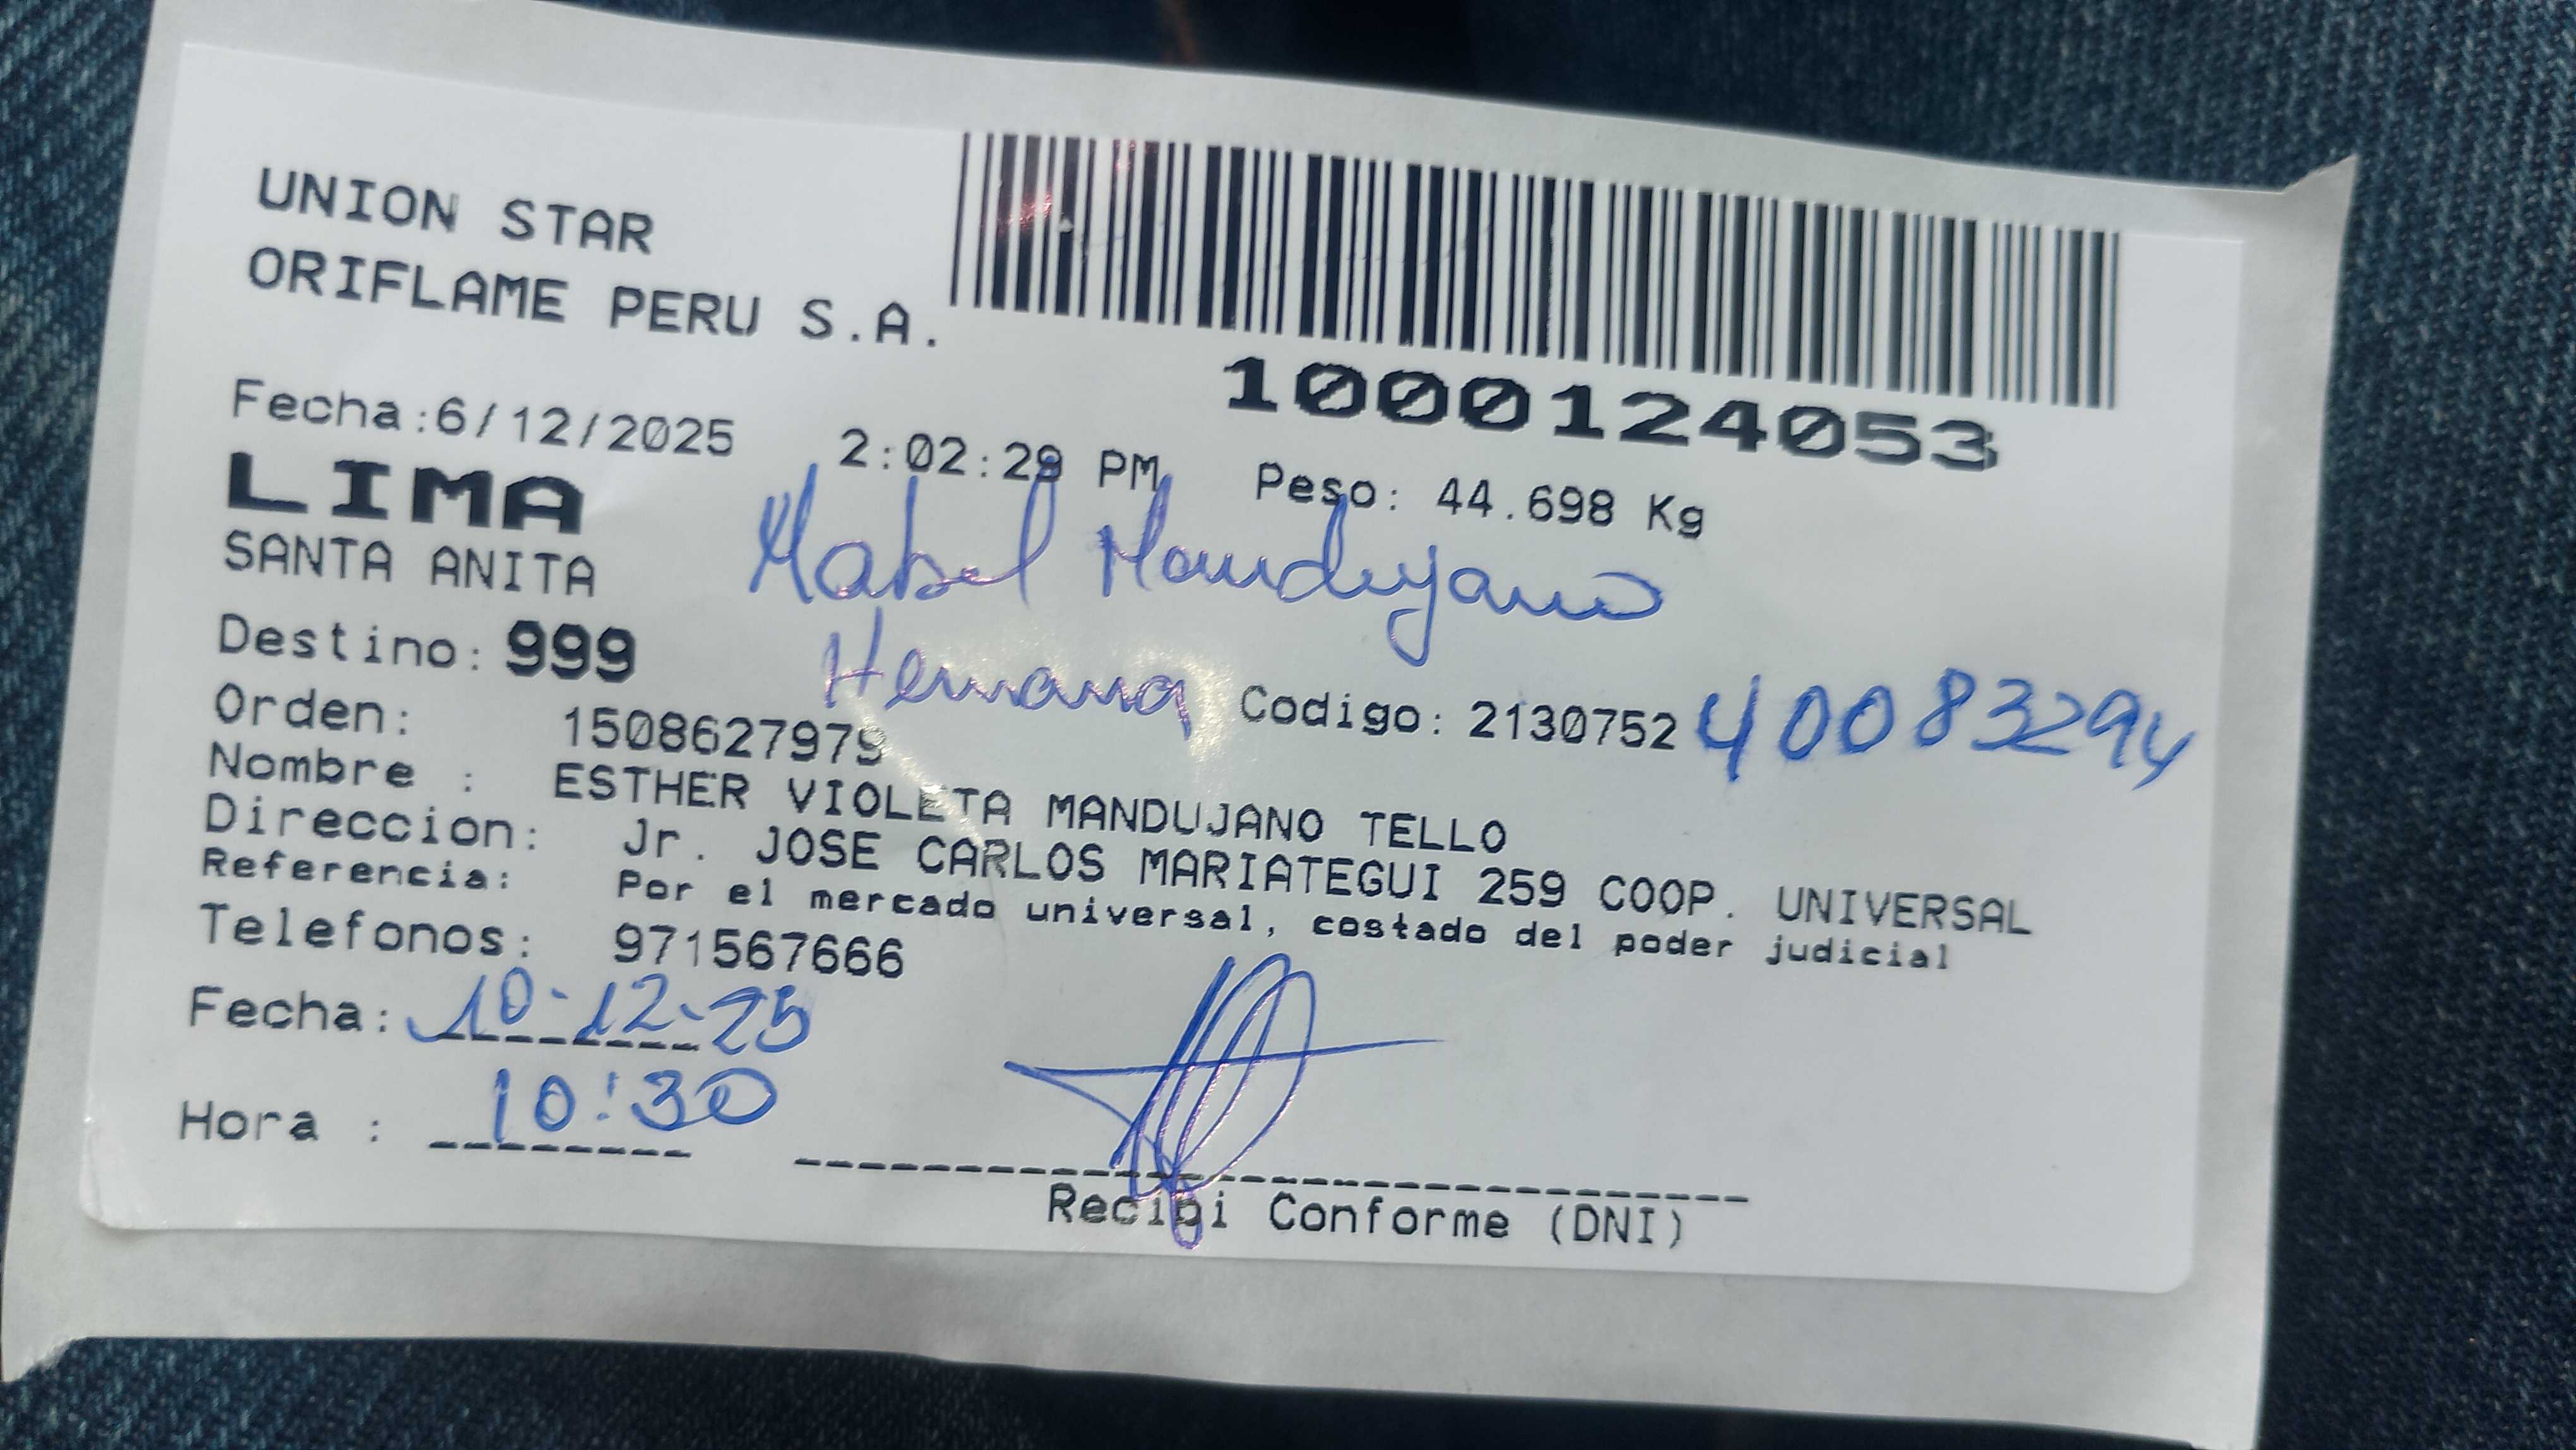 UNION STAR
ORIFLAME PERU S.A.
1000124053
Fecha:6/12/2025 2:02:29 PM Peso: 44.698 Kg
LIMA
SANTA ANITA
Mabel Mandujano
Destino: 999
Hermana
Orden: 1508627979 Codigo: 2130752 40083294
Nombre : ESTHER VIOLETA MANDUJANO TELLO
Direccion: Jr. JOSE CARLOS MARIATEGUI 259 COOP. UNIVERSAL
Referencia: Por el mercado universal, costado del poder judicial
Telefonos: 971567666
Fecha: 10-12-25
Hora : 10:30
Recibi Conforme (DNI)